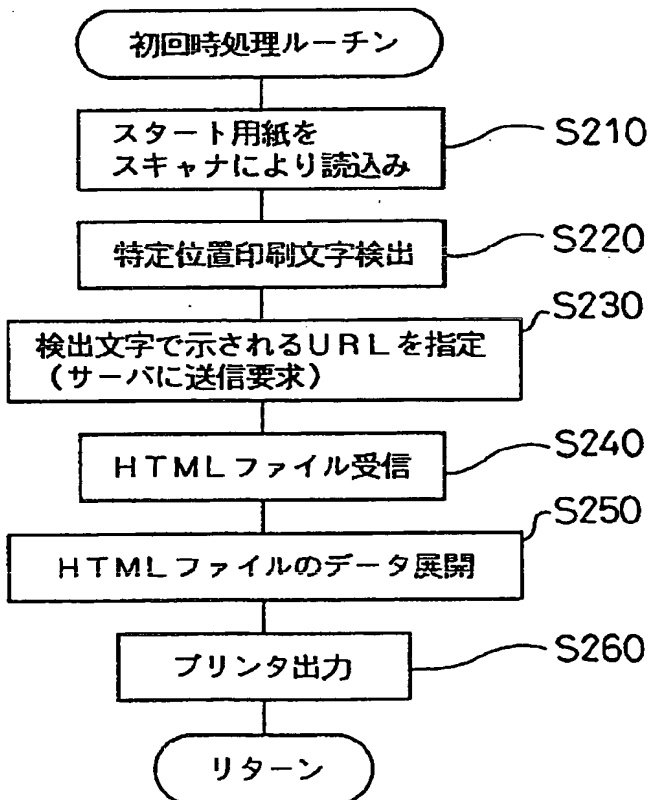 初回時処理ルーチン
スタート用紙を
スキャナにより読込み
S210
特定位置印刷文字検出
S220
検出文字で示されるＵＲＬを指定
（サーバに送信要求）
S230
ＨＴＭＬファイル受信
S240
ＨＴＭＬファイルのデータ展開
S250
プリンタ出力
S260
リターン